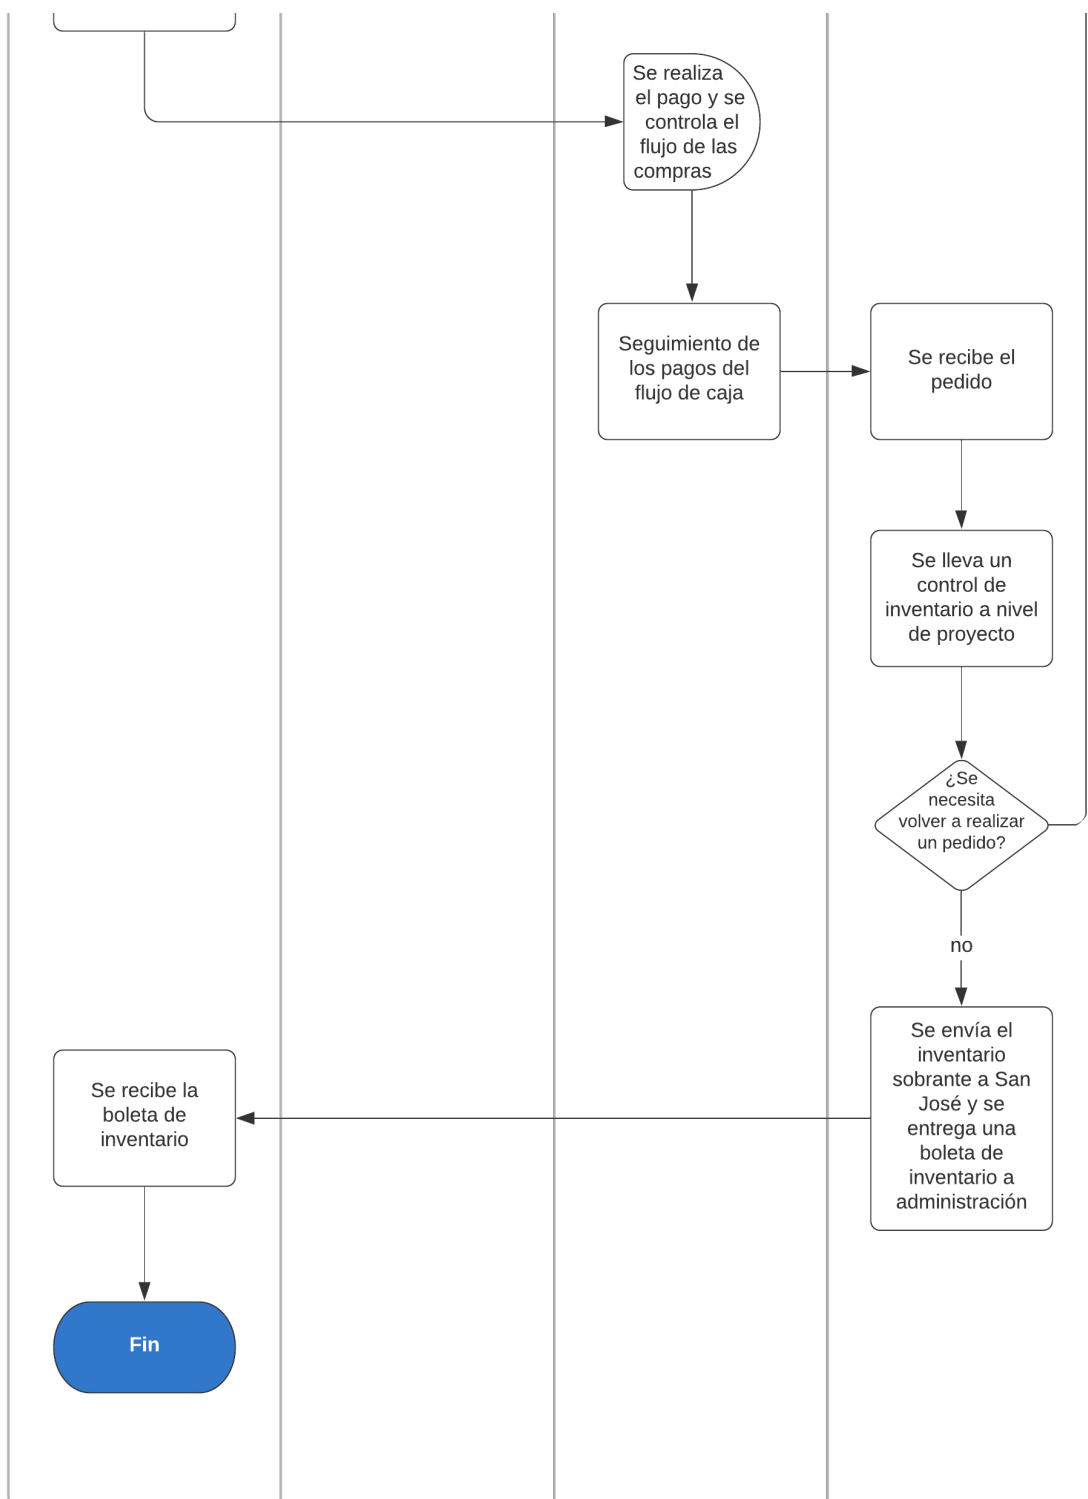 Se realiza
el pago y se
controla el
flujo de las
compras
Seguimiento de
los pagos del
flujo de caja
Se recibe el
pedido
Se lleva un
control de
inventario a nivel
de proyecto
¿Se
necesita
volver a realizar
un pedido?
no
Se envía el
inventario
sobrante a San
José y se
entrega una
boleta de
inventario a
administración
Se recibe la
boleta de
inventario
Fin